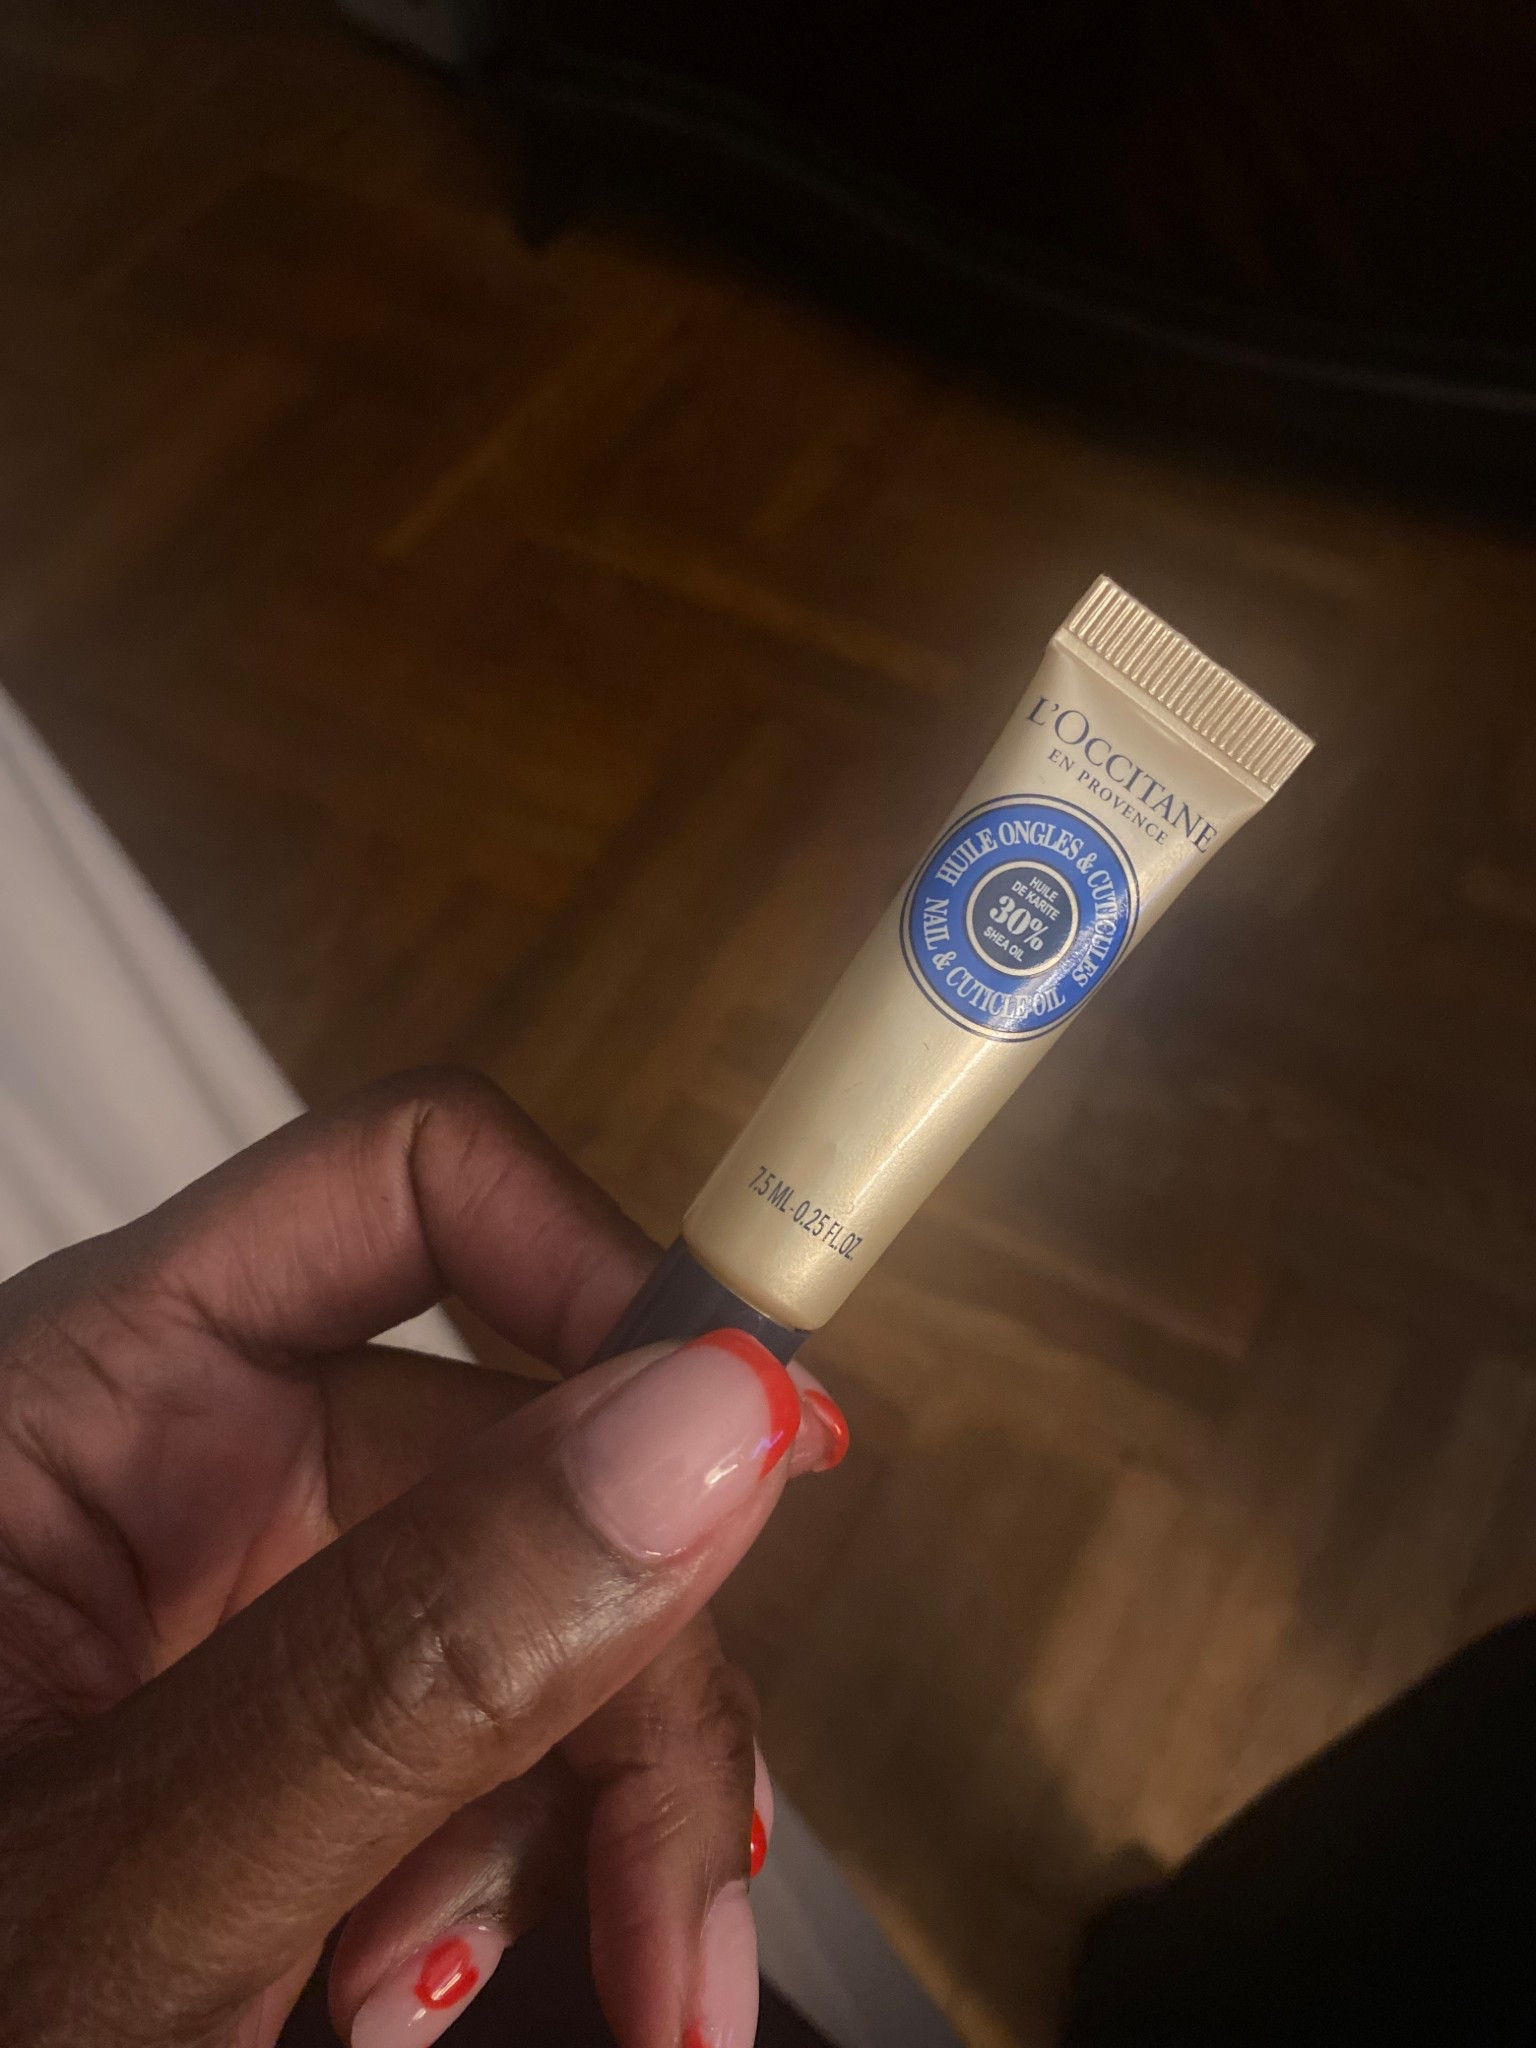 L'OCCITANE
EN PROVENCE
HUILE ONGLES & CUTICULES
HUILE
DE KARITE
30%
SHEA OIL
NAIL & CUTICLE OIL
7.5 ML - 0.25 FL.OZ.